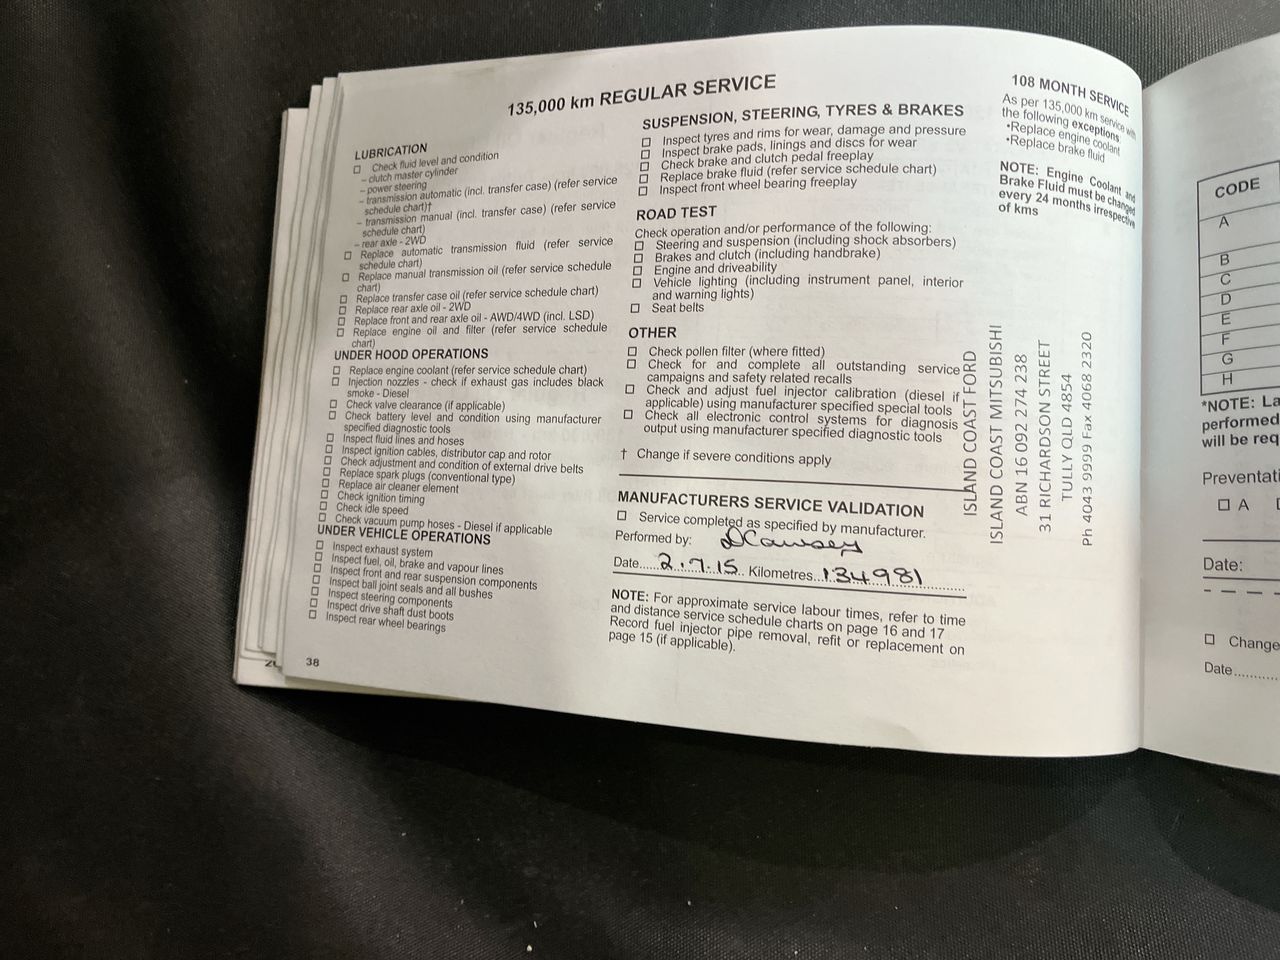 135,000 km REGULAR SERVICE
LUBRICATION
Check fluid level and condition
– clutch master cylinder
– power steering
– transmission automatic (incl. transfer case) (refer service
schedule chart)†
– transmission manual (incl. transfer case) (refer service
schedule chart)
– rear axle - 2WD
Replace automatic transmission fluid (refer service
schedule chart)
Replace manual transmission oil (refer service schedule
chart)
Replace transfer case oil (refer service schedule chart)
Replace rear axle oil - 2WD
Replace front and rear axle oil - AWD/4WD (incl. LSD)
Replace engine oil and filter (refer service schedule
chart)
UNDER HOOD OPERATIONS
Replace engine coolant (refer service schedule chart)
Injection nozzles - check if exhaust gas includes black
smoke - Diesel
Check valve clearance (if applicable)
Check battery level and condition using manufacturer
specified diagnostic tools
Inspect fluid lines and hoses
Inspect ignition cables, distributor cap and rotor
Check adjustment and condition of external drive belts
Replace spark plugs (conventional type)
Replace air cleaner element
Check ignition timing
Check idle speed
Check vacuum pump hoses - Diesel if applicable
UNDER VEHICLE OPERATIONS
Inspect exhaust system
Inspect fuel, oil, brake and vapour lines
Inspect front and rear suspension components
Inspect ball joint seals and all bushes
Inspect steering components
Inspect drive shaft dust boots
Inspect rear wheel bearings
38
SUSPENSION, STEERING, TYRES & BRAKES
Inspect tyres and rims for wear, damage and pressure
Inspect brake pads, linings and discs for wear
Check brake and clutch pedal freeplay
Replace brake fluid (refer service schedule chart)
Inspect front wheel bearing freeplay
ROAD TEST
Check operation and/or performance of the following:
Steering and suspension (including shock absorbers)
Brakes and clutch (including handbrake)
Engine and driveability
Vehicle lighting (including instrument panel, interior
and warning lights)
Seat belts
OTHER
Check pollen filter (where fitted)
Check for and complete all outstanding service
campaigns and safety related recalls
Check and adjust fuel injector calibration (diesel if
applicable) using manufacturer specified special tools
Check all electronic control systems for diagnosis
output using manufacturer specified diagnostic tools
† Change if severe conditions apply
MANUFACTURERS SERVICE VALIDATION
Service completed as specified by manufacturer.
Performed by:
Date.....2.7.15.. Kilometres..134981
NOTE: For approximate service labour times, refer to time
and distance service schedule charts on page 16 and 17
Record fuel injector pipe removal, refit or replacement on
page 15 (if applicable).
108 MONTH SERVICE
As per 135,000 km service with
the following exceptions
•Replace engine coolant
•Replace brake fluid
NOTE: Engine Coolant and
Brake Fluid must be changed
every 24 months irrespective
of kms
ISLAND COAST FORD
ISLAND COAST MITSUBISHI
ABN 16 092 274 238
31 RICHARDSON STREET
TULLY QLD 4854
Ph 4043 9999 Fax 4068 2320
CODE
A
B
C
D
E
F
G
H
*NOTE: La
performed
will be req
Preventati
A
Date:
Change
Date...........